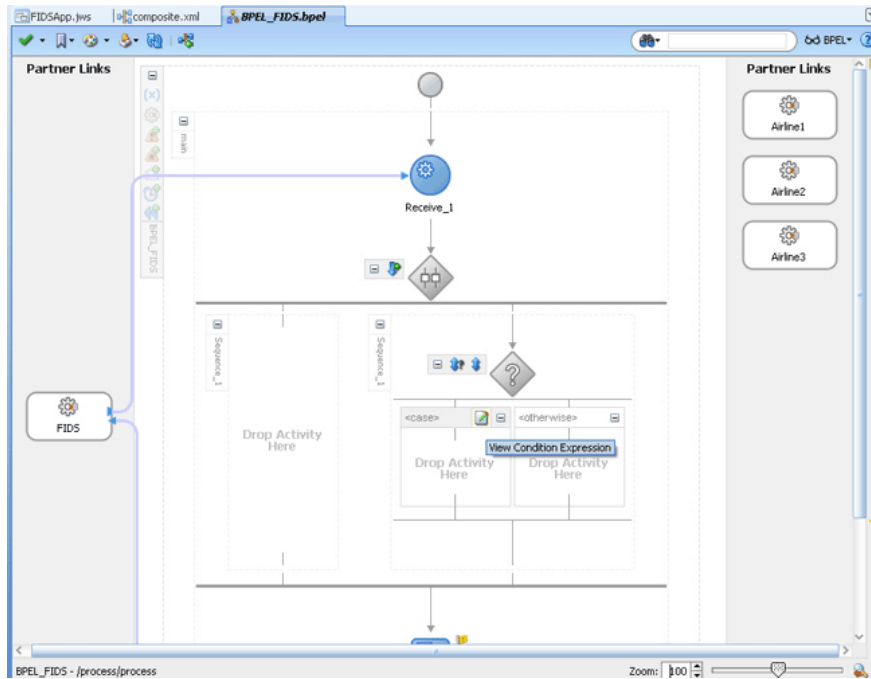 FIDSApp.jws
composite.xml
BPEL_FIDS.bpel
BPEL
Partner Links
Partner Links
main
Airline1
Airline2
Airline3
Receive_1
BPEL_FIDS
Sequence_1
Sequence_1
FIDS
<case>
<otherwise>
View Condition Expression
Drop Activity
Here
Drop Activity
Here
Drop Activity
Here
BPEL_FIDS - /process/process
Zoom: 100